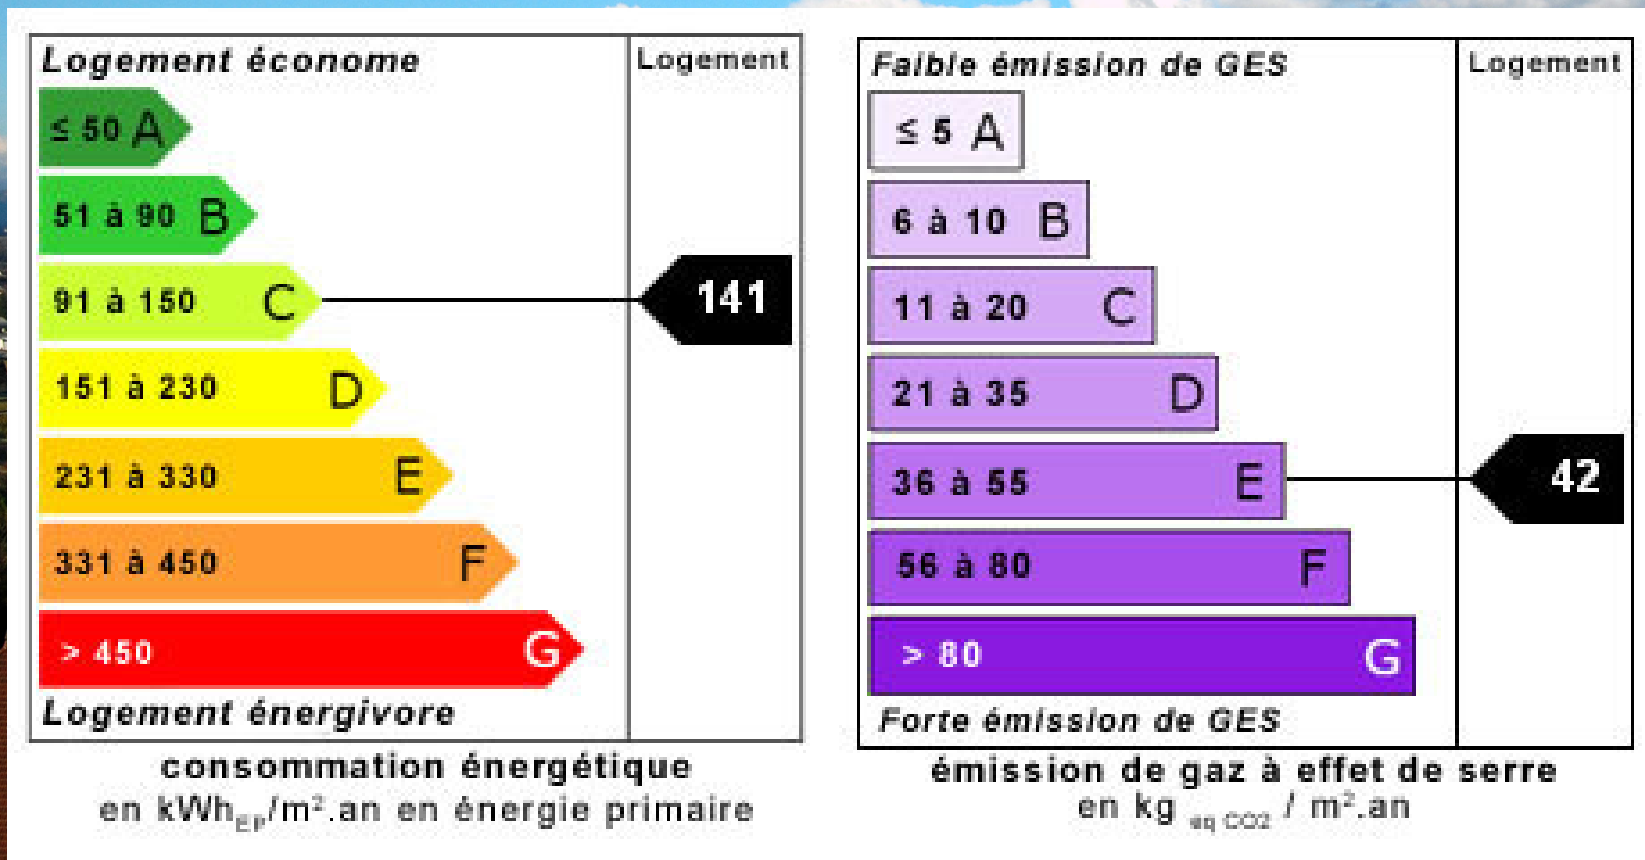 Logement économe
Logement
≤ 50 A
51 à 90 B
91 à 150 C
141
151 à 230 D
231 à 330 E
331 à 450 F
> 450 G
Logement énergivore
consommation énergétique
en kWhEP/m².an en énergie primaire
Faible émission de GES
Logement
≤ 5 A
6 à 10 B
11 à 20 C
21 à 35 D
36 à 55 E
42
56 à 80 F
> 80 G
Forte émission de GES
émission de gaz à effet de serre
en kg eq CO2 / m².an